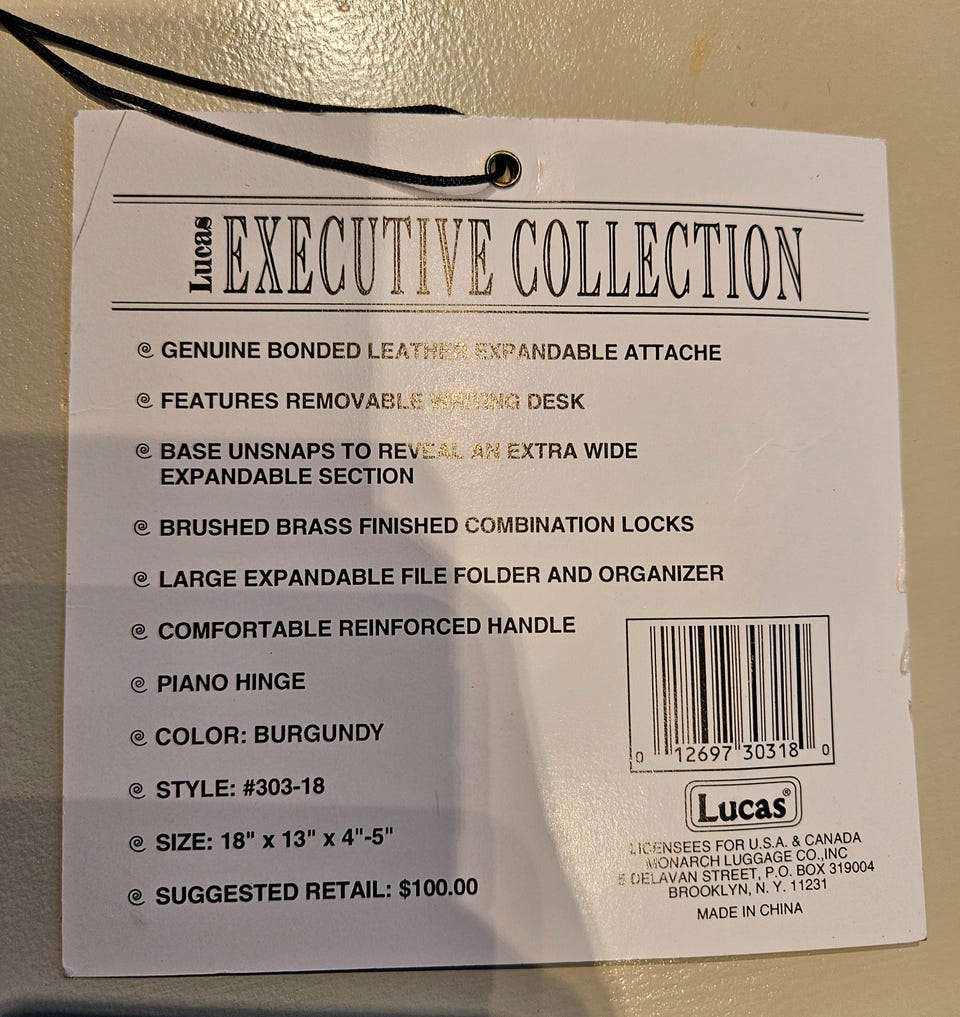 Lucas EXECUTIVE COLLECTION
GENUINE BONDED LEATHER EXPANDABLE ATTACHE
FEATURES REMOVABLE WRITING DESK
BASE UNSNAPS TO REVEAL AN EXTRA WIDE
EXPANDABLE SECTION
BRUSHED BRASS FINISHED COMBINATION LOCKS
LARGE EXPANDABLE FILE FOLDER AND ORGANIZER
COMFORTABLE REINFORCED HANDLE
PIANO HINGE
COLOR: BURGUNDY
STYLE: #303-18
SIZE: 18" x 13" x 4"-5"
SUGGESTED RETAIL: $100.00
0 12697 30318 0
Lucas®
LICENSEES FOR U.S.A. & CANADA
MONARCH LUGGAGE CO.,INC
5 DELAVAN STREET, P.O. BOX 319004
BROOKLYN, N. Y. 11231
MADE IN CHINA